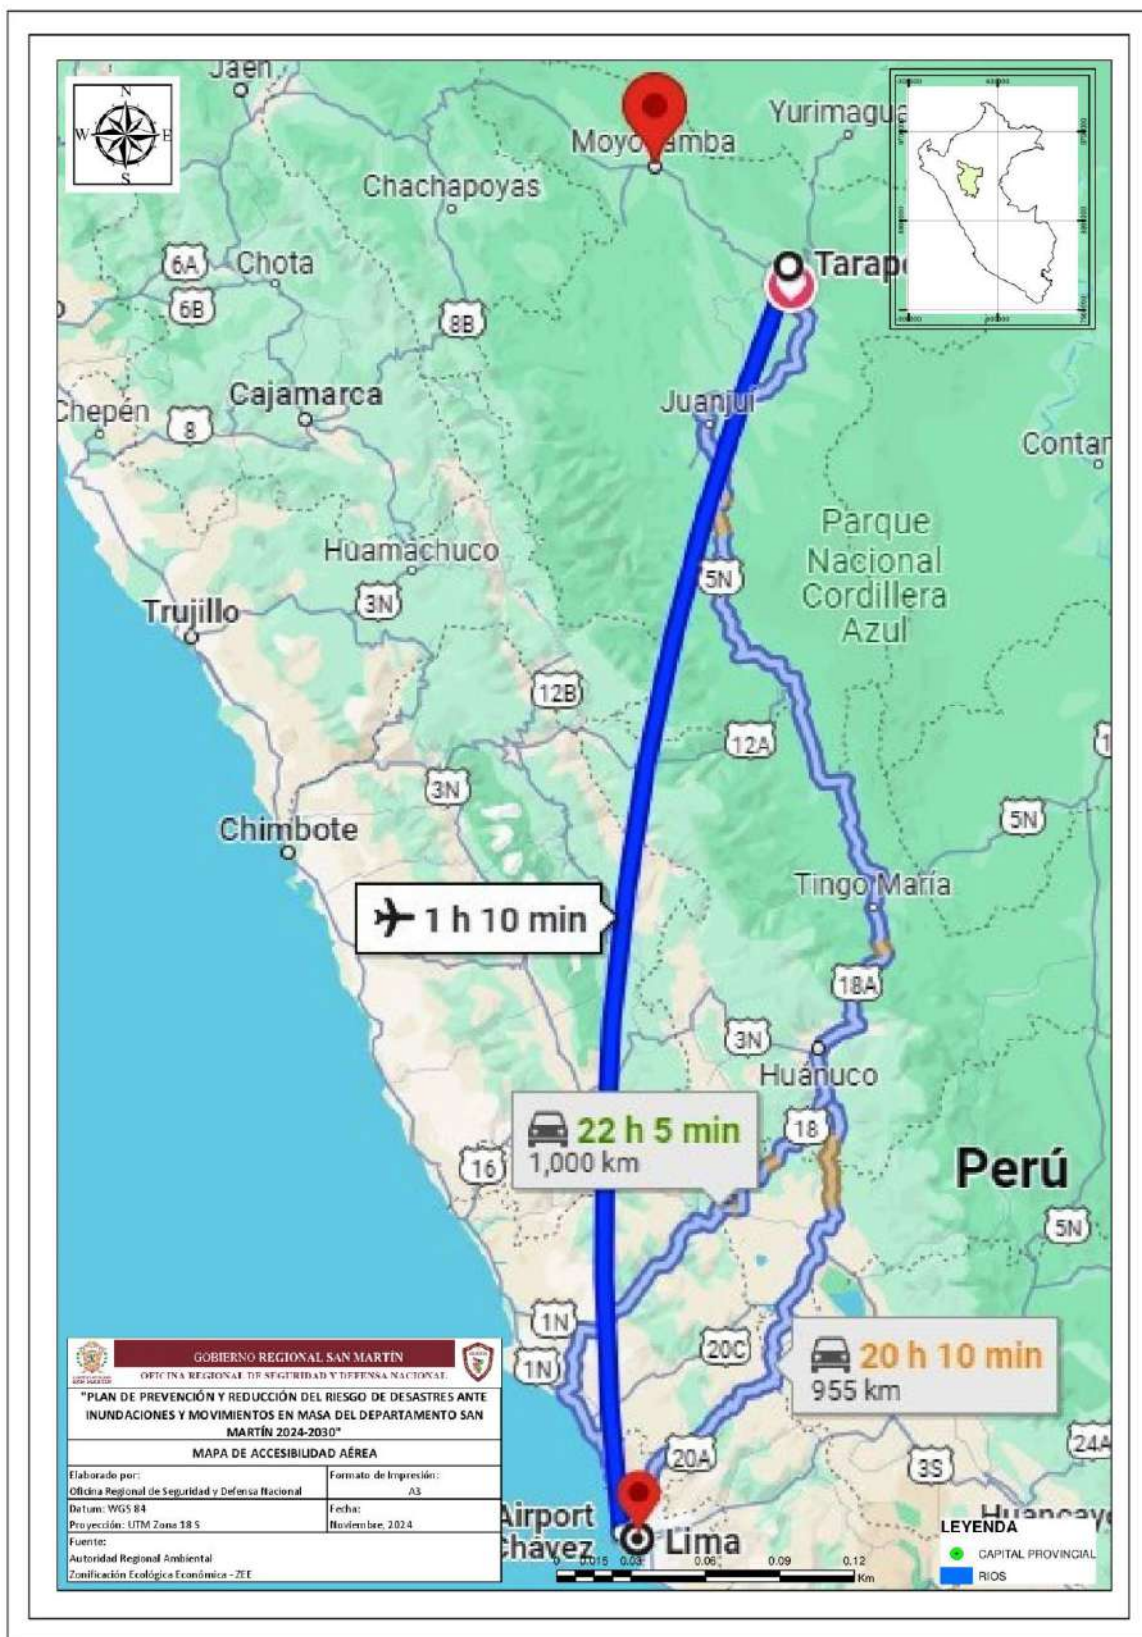 N
W E
S
Jaén
Moyobamba
Yurimagua
Chachapoyas
6A
Chota
6B
8B
Tarapo
Cajamarca
Juanjuí
Chepén
8
Contar
Parque
Nacional
Cordillera
Azul
Huamachuco
5N
3N
Trujillo
12B
12A
3N
5N
Chimbote
Tingo María
1 h 10 min
18A
3N
Huánuco
22 h 5 min
1,000 km
18
16
Perú
5N
1N
20C
1N
20 h 10 min
955 km
20A
24A
3S
Huancayo
Airport
Chávez
Lima
0 0.015 0.03 0.06 0.09 0.12
Km
LEYENDA
CAPITAL PROVINCIAL
RIOS
GOBIERNO REGIONAL SAN MARTÍN
OFICINA REGIONAL DE SEGURIDAD Y DEFENSA NACIONAL
"PLAN DE PREVENCIÓN Y REDUCCIÓN DEL RIESGO DE DESASTRES ANTE
INUNDACIONES Y MOVIMIENTOS EN MASA DEL DEPARTAMENTO SAN
MARTÍN 2024-2030"
MAPA DE ACCESIBILIDAD AÉREA
Elaborado por:
Oficina Regional de Seguridad y Defensa Nacional
Formato de Impresión:
A3
Datum: WGS 84
Proyección: UTM Zona 18 S
Fecha:
Noviembre, 2024
Fuente:
Autoridad Regional Ambiental
Zonificación Ecológica Económica - ZEE